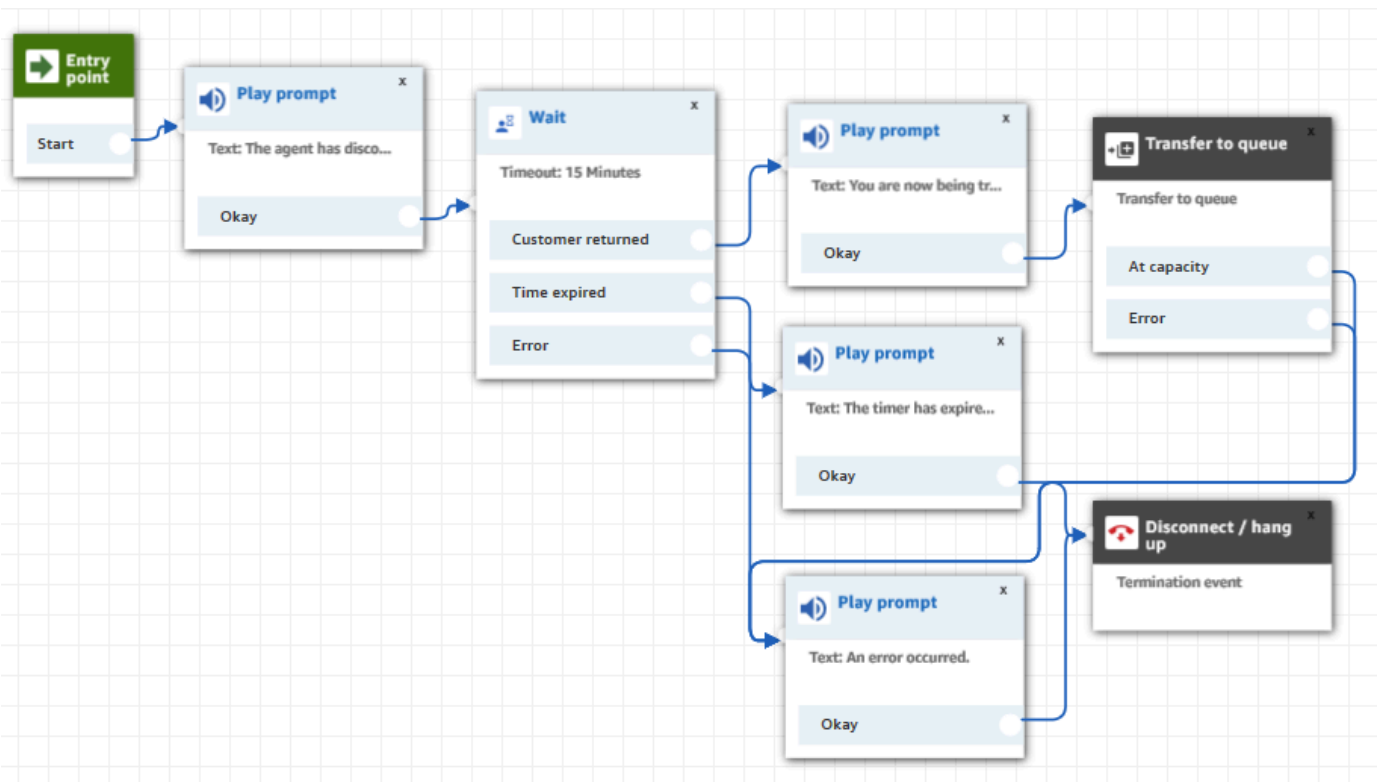 Entry
point
Start
x
Play prompt
Text: The agent has disco...
Okay
x
Wait
Timeout: 15 Minutes
Customer returned
Time expired
Error
x
Play prompt
Text: You are now being tr...
Okay
x
Transfer to queue
Transfer to queue
At capacity
Error
x
Play prompt
Text: The timer has expire...
Okay
x
Disconnect / hang
up
Termination event
x
Play prompt
Text: An error occurred.
Okay